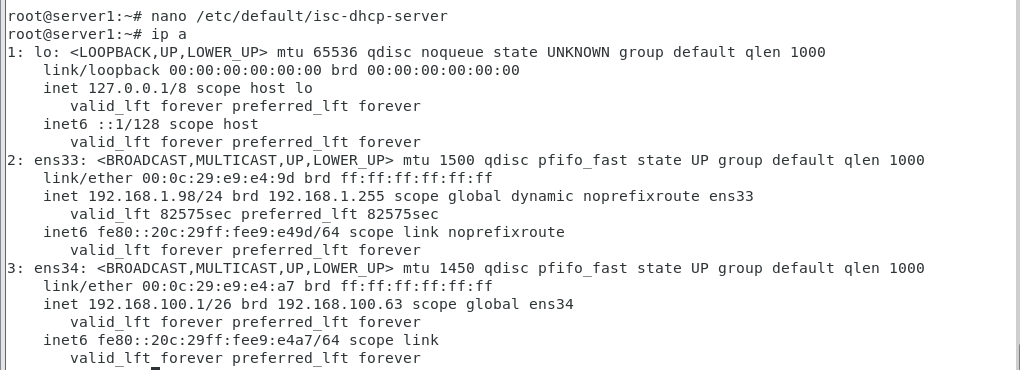 root@server1:~# nano /etc/default/isc-dhcp-server
root@server1:~# ip a
1: lo: <LOOPBACK,UP,LOWER_UP> mtu 65536 qdisc noqueue state UNKNOWN group default qlen 1000
    link/loopback 00:00:00:00:00:00 brd 00:00:00:00:00:00
    inet 127.0.0.1/8 scope host lo
       valid_lft forever preferred_lft forever
    inet6 ::1/128 scope host
       valid_lft forever preferred_lft forever
2: ens33: <BROADCAST,MULTICAST,UP,LOWER_UP> mtu 1500 qdisc pfifo_fast state UP group default qlen 1000
    link/ether 00:0c:29:e9:e4:9d brd ff:ff:ff:ff:ff:ff
    inet 192.168.1.98/24 brd 192.168.1.255 scope global dynamic noprefixroute ens33
       valid_lft 82575sec preferred_lft 82575sec
    inet6 fe80::20c:29ff:fee9:e49d/64 scope link noprefixroute
       valid_lft forever preferred_lft forever
3: ens34: <BROADCAST,MULTICAST,UP,LOWER_UP> mtu 1450 qdisc pfifo_fast state UP group default qlen 1000
    link/ether 00:0c:29:e9:e4:a7 brd ff:ff:ff:ff:ff:ff
    inet 192.168.100.1/26 brd 192.168.100.63 scope global ens34
       valid_lft forever preferred_lft forever
    inet6 fe80::20c:29ff:fee9:e4a7/64 scope link
       valid_lft forever preferred_lft forever